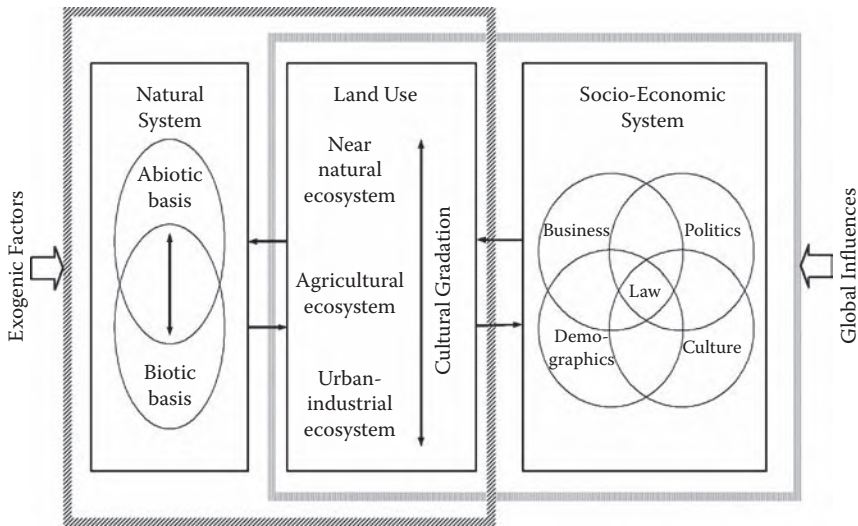 Exogenic Factors
Natural
System
Abiotic
basis
Biotic
basis
Land Use
Near
natural
ecosystem
Agricultural
ecosystem
Urban-
industrial
ecosystem
Cultural Gradation
Socio-Economic
System
Business
Politics
Law
Demo-
graphics
Culture
Global Influences